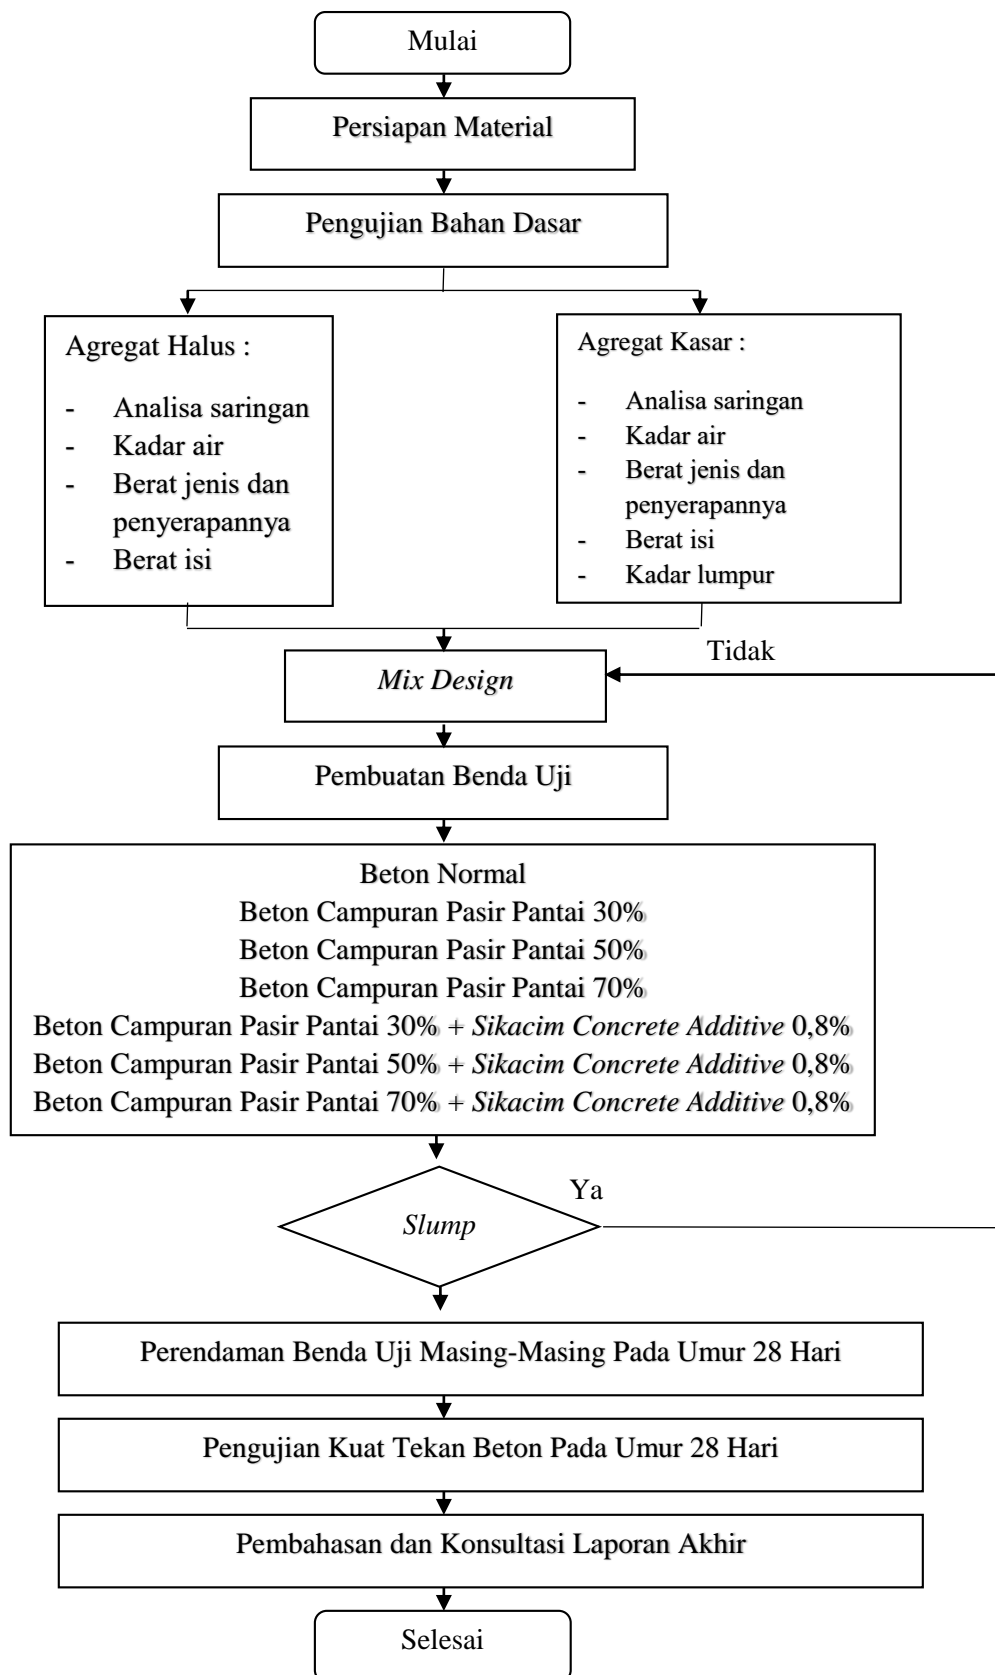 Mulai
Persiapan Material
Pengujian Bahan Dasar
Agregat Halus :
- Analisa saringan
- Kadar air
- Berat jenis dan
penyerapannya
- Berat isi
Agregat Kasar :
- Analisa saringan
- Kadar air
- Berat jenis dan
penyerapannya
- Berat isi
- Kadar lumpur
Tidak
Mix Design
Pembuatan Benda Uji
Beton Normal
Beton Campuran Pasir Pantai 30%
Beton Campuran Pasir Pantai 50%
Beton Campuran Pasir Pantai 70%
Beton Campuran Pasir Pantai 30% + Sikacim Concrete Additive 0,8%
Beton Campuran Pasir Pantai 50% + Sikacim Concrete Additive 0,8%
Beton Campuran Pasir Pantai 70% + Sikacim Concrete Additive 0,8%
Ya
Slump
Perendaman Benda Uji Masing-Masing Pada Umur 28 Hari
Pengujian Kuat Tekan Beton Pada Umur 28 Hari
Pembahasan dan Konsultasi Laporan Akhir
Selesai